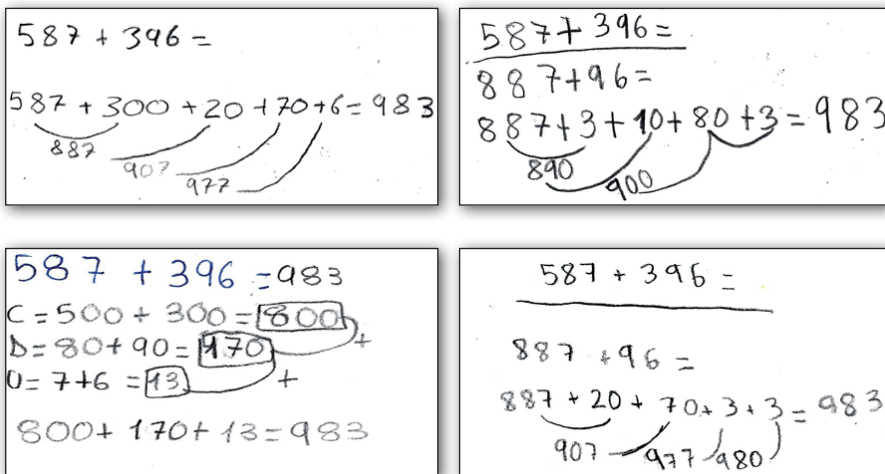 587 + 396 =
587 + 300 + 20 + 70 + 6 = 983
887
907
977
587 + 396 =
887 + 96 =
887 + 3 + 10 + 80 + 3 = 983
890
900
587 + 396 = 983
C = 500 + 300 = 800
D = 80 + 90 = 170 +
U = 7 + 6 = 13 +
800 + 170 + 13 = 983
587 + 396 =
887 + 96 =
887 + 20 + 70 + 3 + 3 = 983
907 977 980